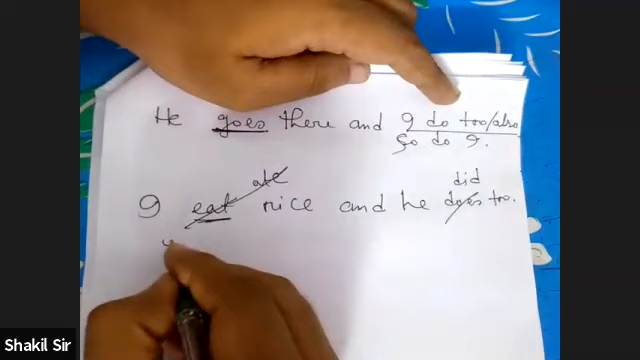 He goes there and I do too/also
So do I.
ate did
I eat rice and he does too.
Shakil Sir